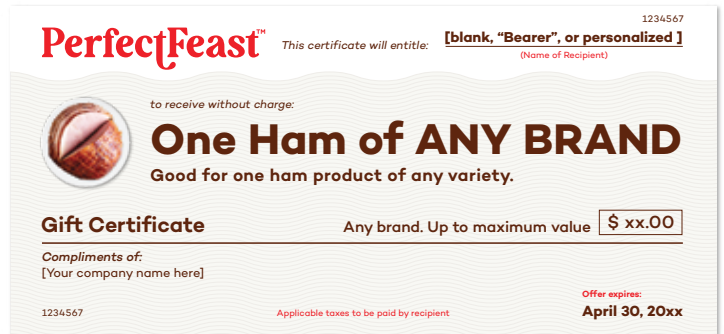 1234567
PerfectFeast™
This certificate will entitle: [blank, “Bearer”, or personalized ]
(Name of Recipient)
to receive without charge:
One Ham of ANY BRAND
Good for one ham product of any variety.
Gift Certificate
Any brand. Up to maximum value $ xx.00
Compliments of:
[Your company name here]
Offer expires:
1234567
Applicable taxes to be paid by recipient
April 30, 20xx